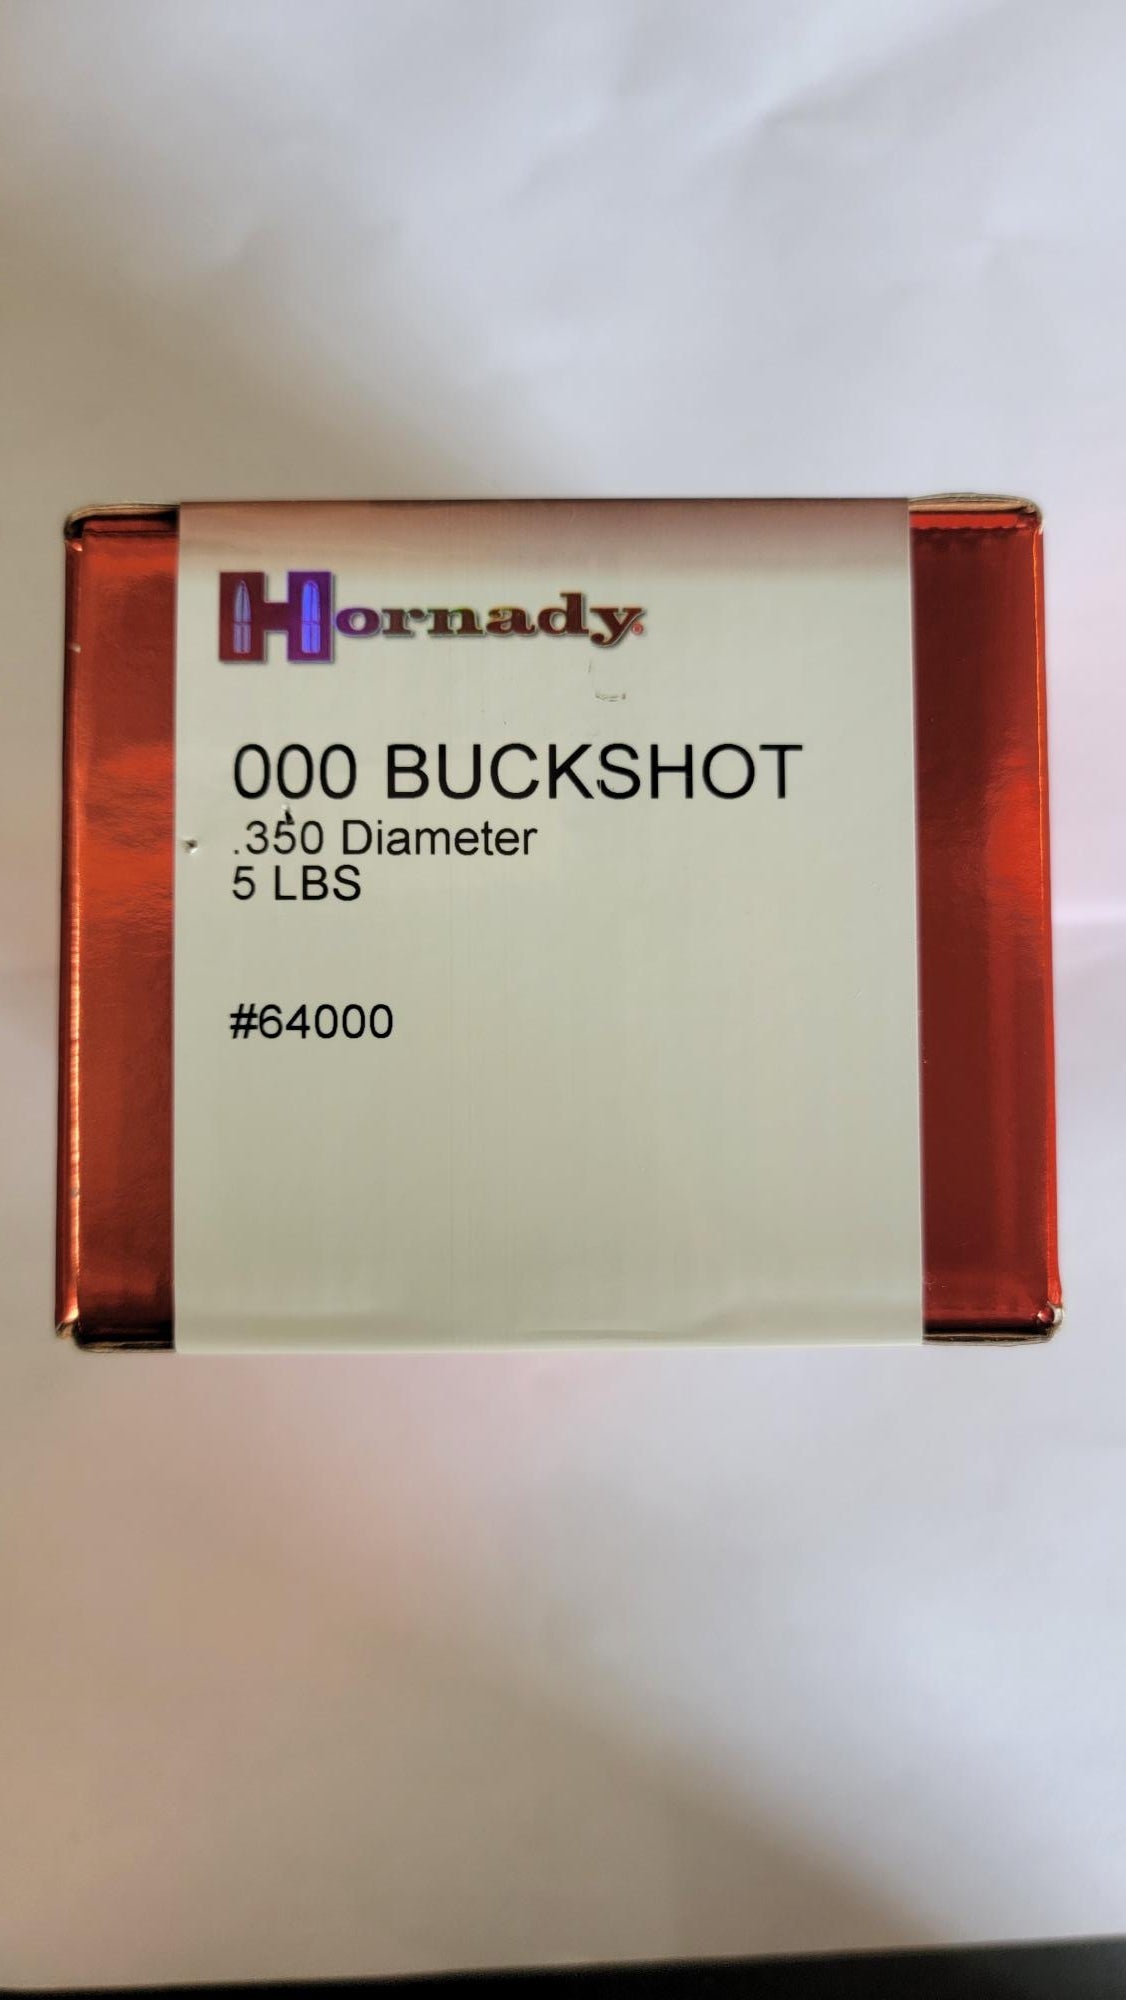 Hornady
000 BUCKSHOT
.350 Diameter
5 LBS
#64000